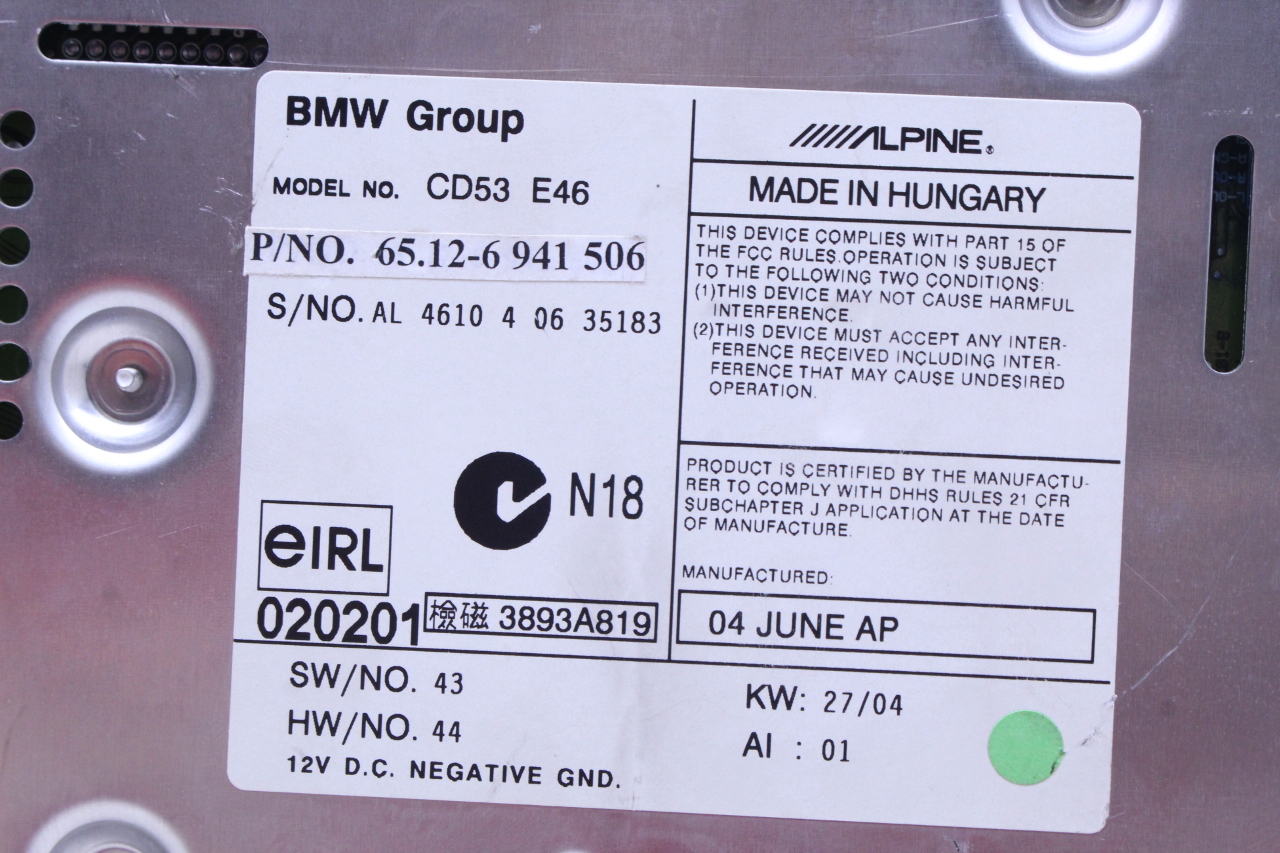 BMW Group
MODEL NO. CD53 E46
P/NO. 65.12-6 941 506
S/NO. AL 4610 4 06 35183
N18
eIRL
020201
檢磁 3893A819
ALPINE®
MADE IN HUNGARY
THIS DEVICE COMPLIES WITH PART 15 OF
THE FCC RULES.OPERATION IS SUBJECT
TO THE FOLLOWING TWO CONDITIONS:
(1)THIS DEVICE MAY NOT CAUSE HARMFUL
INTERFERENCE.
(2)THIS DEVICE MUST ACCEPT ANY INTER-
FERENCE RECEIVED INCLUDING INTER-
FERENCE THAT MAY CAUSE UNDESIRED
OPERATION.
PRODUCT IS CERTIFIED BY THE MANUFACTU-
RER TO COMPLY WITH DHHS RULES 21 CFR
SUBCHAPTER J APPLICATION AT THE DATE
OF MANUFACTURE.
MANUFACTURED:
04 JUNE AP
SW/NO. 43
HW/NO. 44
12V D.C. NEGATIVE GND.
KW: 27/04
AI : 01